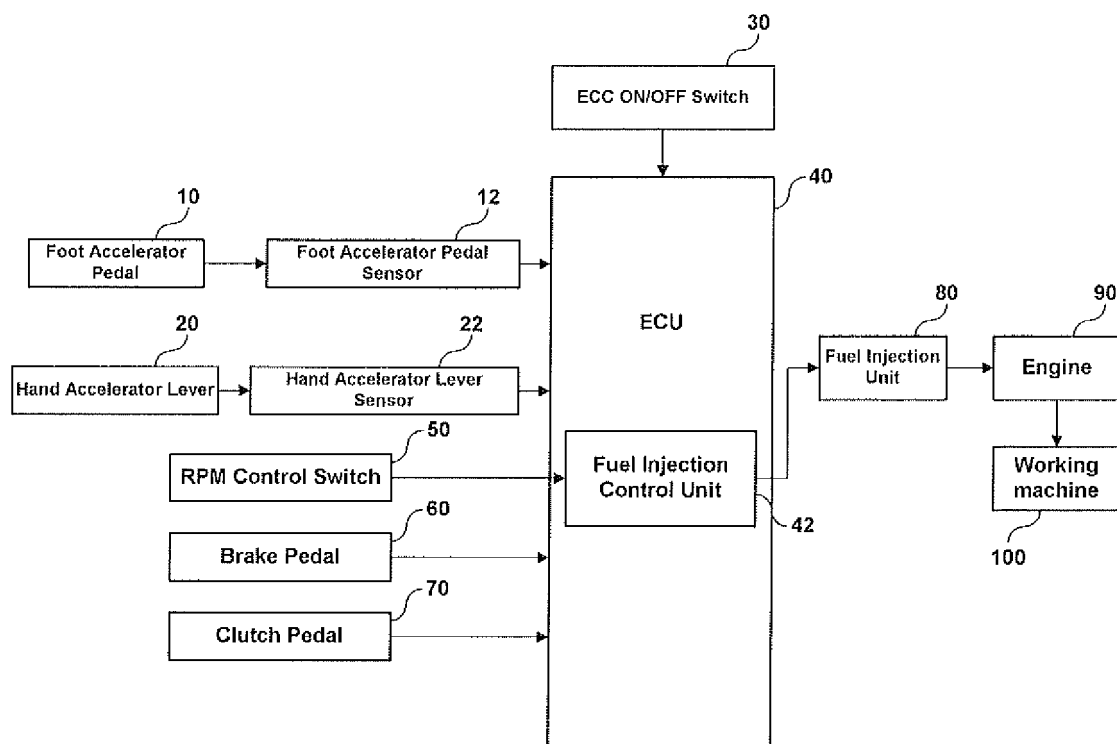 30
ECC ON/OFF Switch
40
10
12
Foot Accelerator
Pedal
Foot Accelerator Pedal
Sensor
ECU
80
90
20
22
Hand Accelerator Lever
Hand Accelerator Lever
Sensor
Fuel Injection
Unit
Engine
50
RPM Control Switch
Fuel Injection
Control Unit
42
Working
machine
100
60
Brake Pedal
70
Clutch Pedal